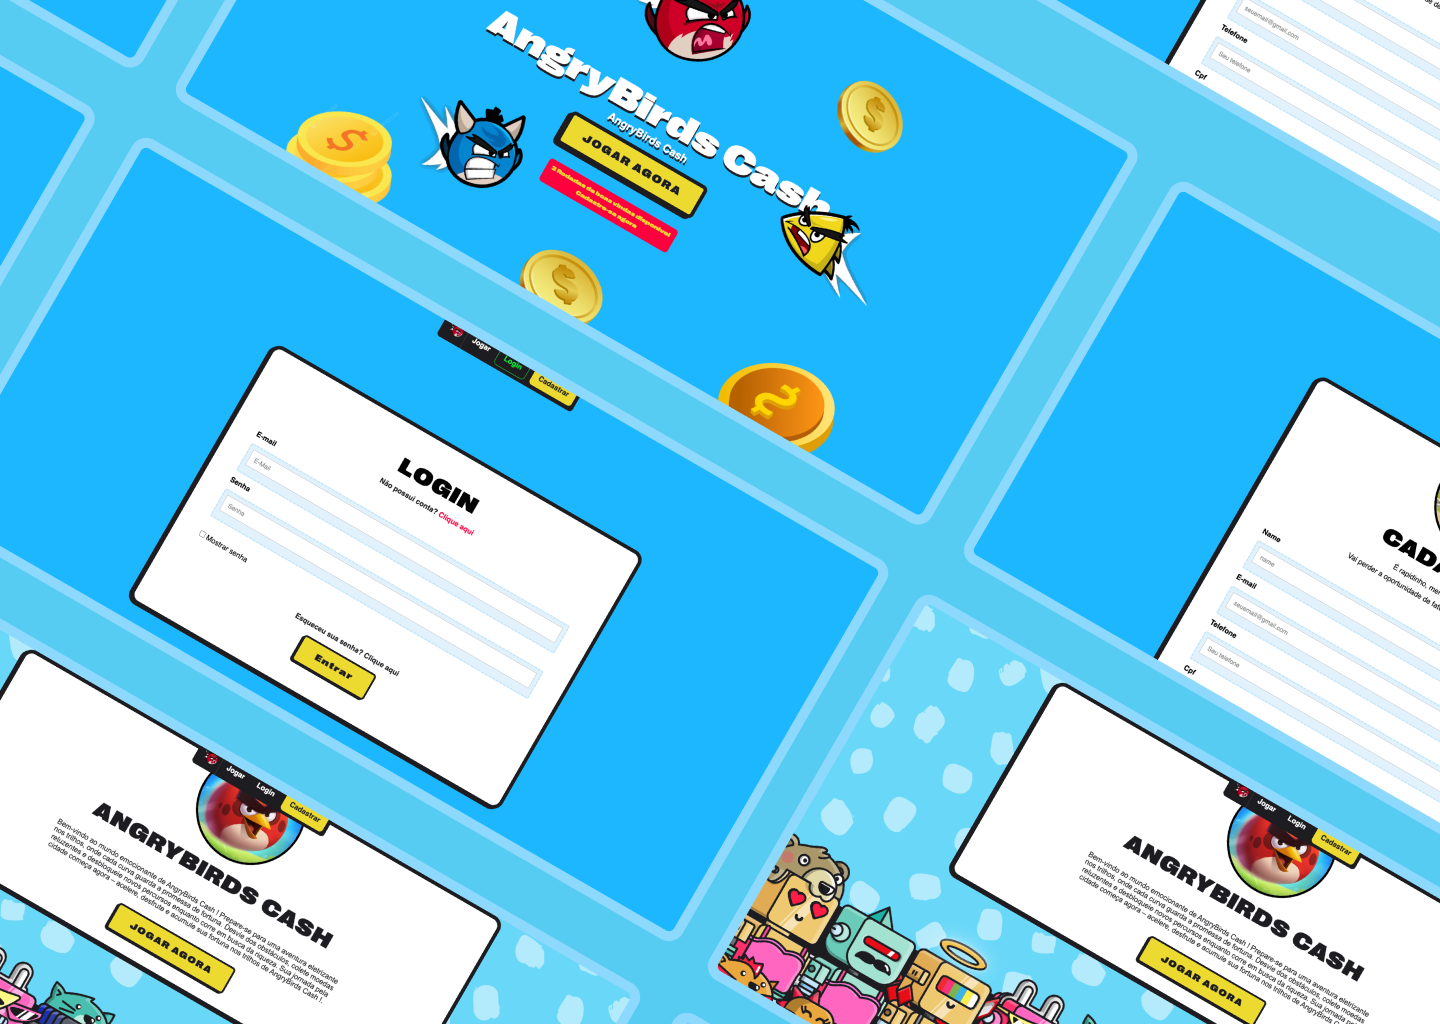 AngryBirds Cash
AngryBirds Cash
JOGAR AGORA
2 Rodadas de boas vindas disponível
Cadastre-se agora
seuemail@gmail.com
Telefone
Seu telefone
Cpf
Jogar
Login
Cadastrar
LOGIN
Não possui conta? Clique aqui
E-mail
E-Mail
Senha
Senha
Mostrar senha
Esqueceu sua senha? Clique aqui
Entrar
É rapidinho,
Vai perder a oportunidade de
Name
name
E-mail
seuemail@gmail.com
Telefone
Seu telefone
Cpf
Jogar
Login
Cadastrar
ANGRYBIRDS CASH
Bem-vindo ao mundo emocionante de AngryBirds Cash ! Prepare-se para uma aventura eletrizante
nos trilhos, onde cada curva guarda a promessa de fortuna. Desvie dos obstáculos, colete moedas
reluzentes e desbloqueie novos percursos enquanto corre em busca da riqueza. Sua jornada pela
cidade começa agora – acelere, desfrute e acumule sua fortuna nos trilhos de AngryBirds Cash !
JOGAR AGORA
Jogar
Login
Cadastrar
ANGRYBIRDS CASH
Bem-vindo ao mundo emocionante de AngryBirds Cash ! Prepare-se para uma aventura eletrizante
nos trilhos, onde cada curva guarda a promessa de fortuna. Desvie dos obstáculos, colete moedas
reluzentes e desbloqueie novos percursos enquanto corre em busca da riqueza. Sua jornada pela
cidade começa agora – acelere, desfrute e acumule sua fortuna nos trilhos de AngryBirds Cash !
JOGAR AGORA